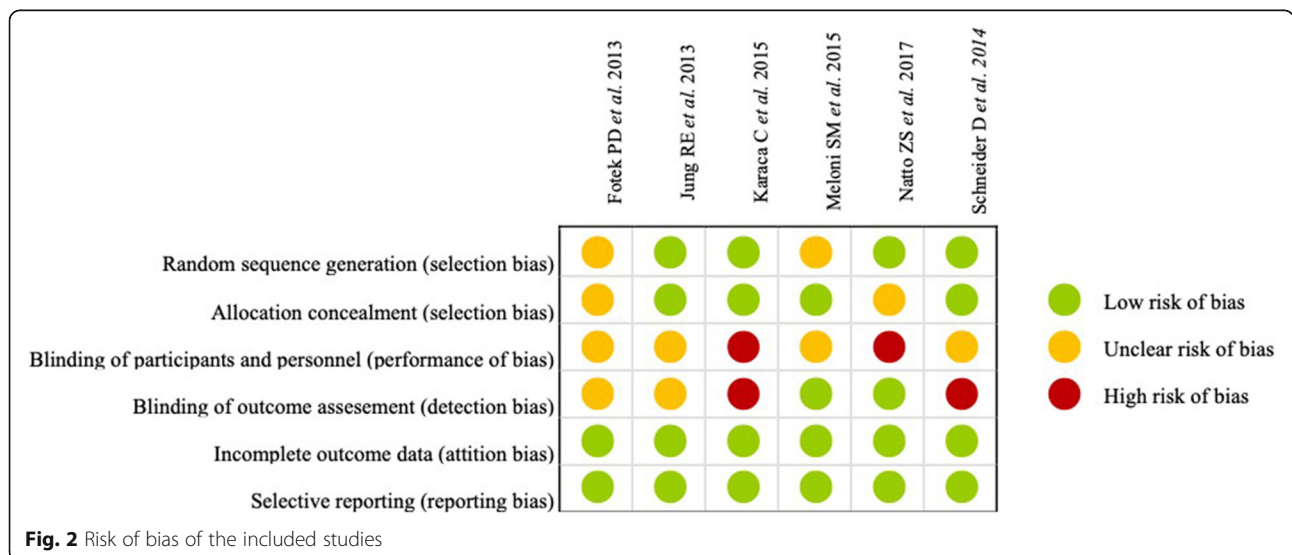 Fotek PD et al. 2013
Jung RE et al. 2013
Karaca C et al. 2015
Meloni SM et al. 2015
Natto ZS et al. 2017
Schneider D et al. 2014
Random sequence generation (selection bias)
Allocation concealment (selection bias)
Blinding of participants and personnel (performance of bias)
Blinding of outcome assesement (detection bias)
Incomplete outcome data (attition bias)
Selective reporting (reporting bias)
Low risk of bias
Unclear risk of bias
High risk of bias
Fig. 2 Risk of bias of the included studies